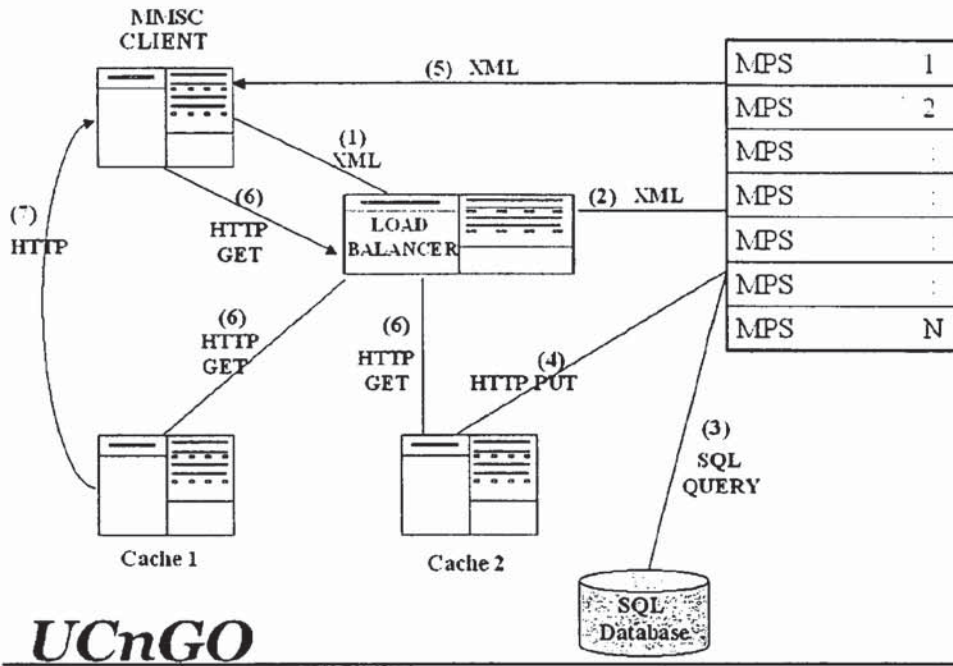 MMSC
CLIENT
(5) XML
MPS 1
MPS 2
MPS :
MPS :
MPS :
MPS :
MPS N
(1)
XML
(6)
HTTP
GET
(2) XML
LOAD
BALANCER
(7)
HTTP
(6)
HTTP
GET
(6)
HTTP
GET
(4)
HTTP PUT
(3)
SQL
QUERY
Cache 1
Cache 2
SQL
Database
UCnGO